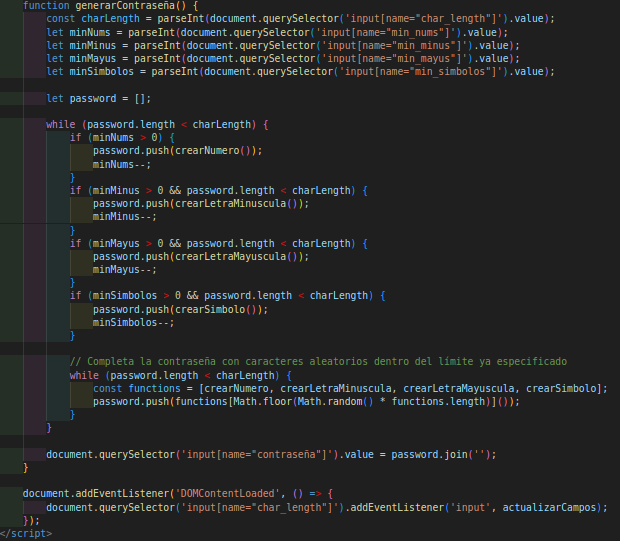 function generarContraseña() {
const charLength = parseInt(document.querySelector('input[name="char_length"]').value);
let minNums = parseInt(document.querySelector('input[name="min_nums"]').value);
let minMinus = parseInt(document.querySelector('input[name="min_minus"]').value);
let minMayus = parseInt(document.querySelector('input[name="min_mayus"]').value);
let minSimbolos = parseInt(document.querySelector('input[name="min_simbolos"]').value);
let password = [];
while (password.length < charLength) {
if (minNums > 0) {
password.push(crearNumero());
minNums--;
}
if (minMinus > 0 && password.length < charLength) {
password.push(crearLetraMinuscula());
minMinus--;
}
if (minMayus > 0 && password.length < charLength) {
password.push(crearLetraMayuscula());
minMayus--;
}
if (minSimbolos > 0 && password.length < charLength) {
password.push(crearSimbolo());
minSimbolos--;
}
// Completa la contraseña con caracteres aleatorios dentro del límite ya especificado
while (password.length < charLength) {
const functions = [crearNumero, crearLetraMinuscula, crearLetraMayuscula, crearSimbolo];
password.push(functions[Math.floor(Math.random() * functions.length)]());
}
}
document.querySelector('input[name="contraseña"]').value = password.join('');
}
document.addEventListener('DOMContentLoaded', () => {
document.querySelector('input[name="char_length"]').addEventListener('input', actualizarCampos);
});
</script>